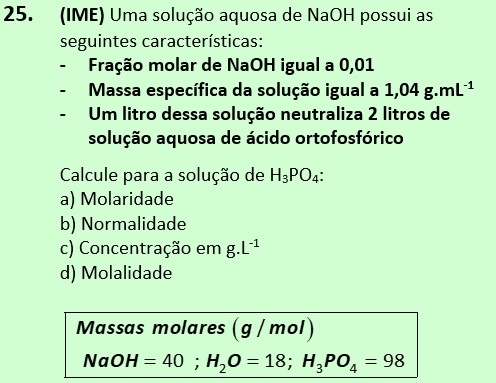 25. (IME) Uma solução aquosa de NaOH possui as
seguintes características:
- Fração molar de NaOH igual a 0,01
- Massa específica da solução igual a 1,04 g.mL⁻¹
- Um litro dessa solução neutraliza 2 litros de
solução aquosa de ácido ortofosfórico
Calcule para a solução de H₃PO₄:
a) Molaridade
b) Normalidade
c) Concentração em g.L⁻¹
d) Molalidade
Massas molares (g / mol)
NaOH = 40 ; H₂O = 18; H₃PO₄ = 98